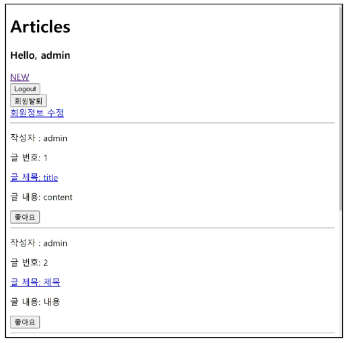 Articles
Hello, admin
NEW
Logout
회원탈퇴
회원정보 수정
작성자 : admin
글 번호: 1
글 제목: title
글 내용: content
좋아요
작성자 : admin
글 번호: 2
글 제목: 제목
글 내용: 내용
좋아요